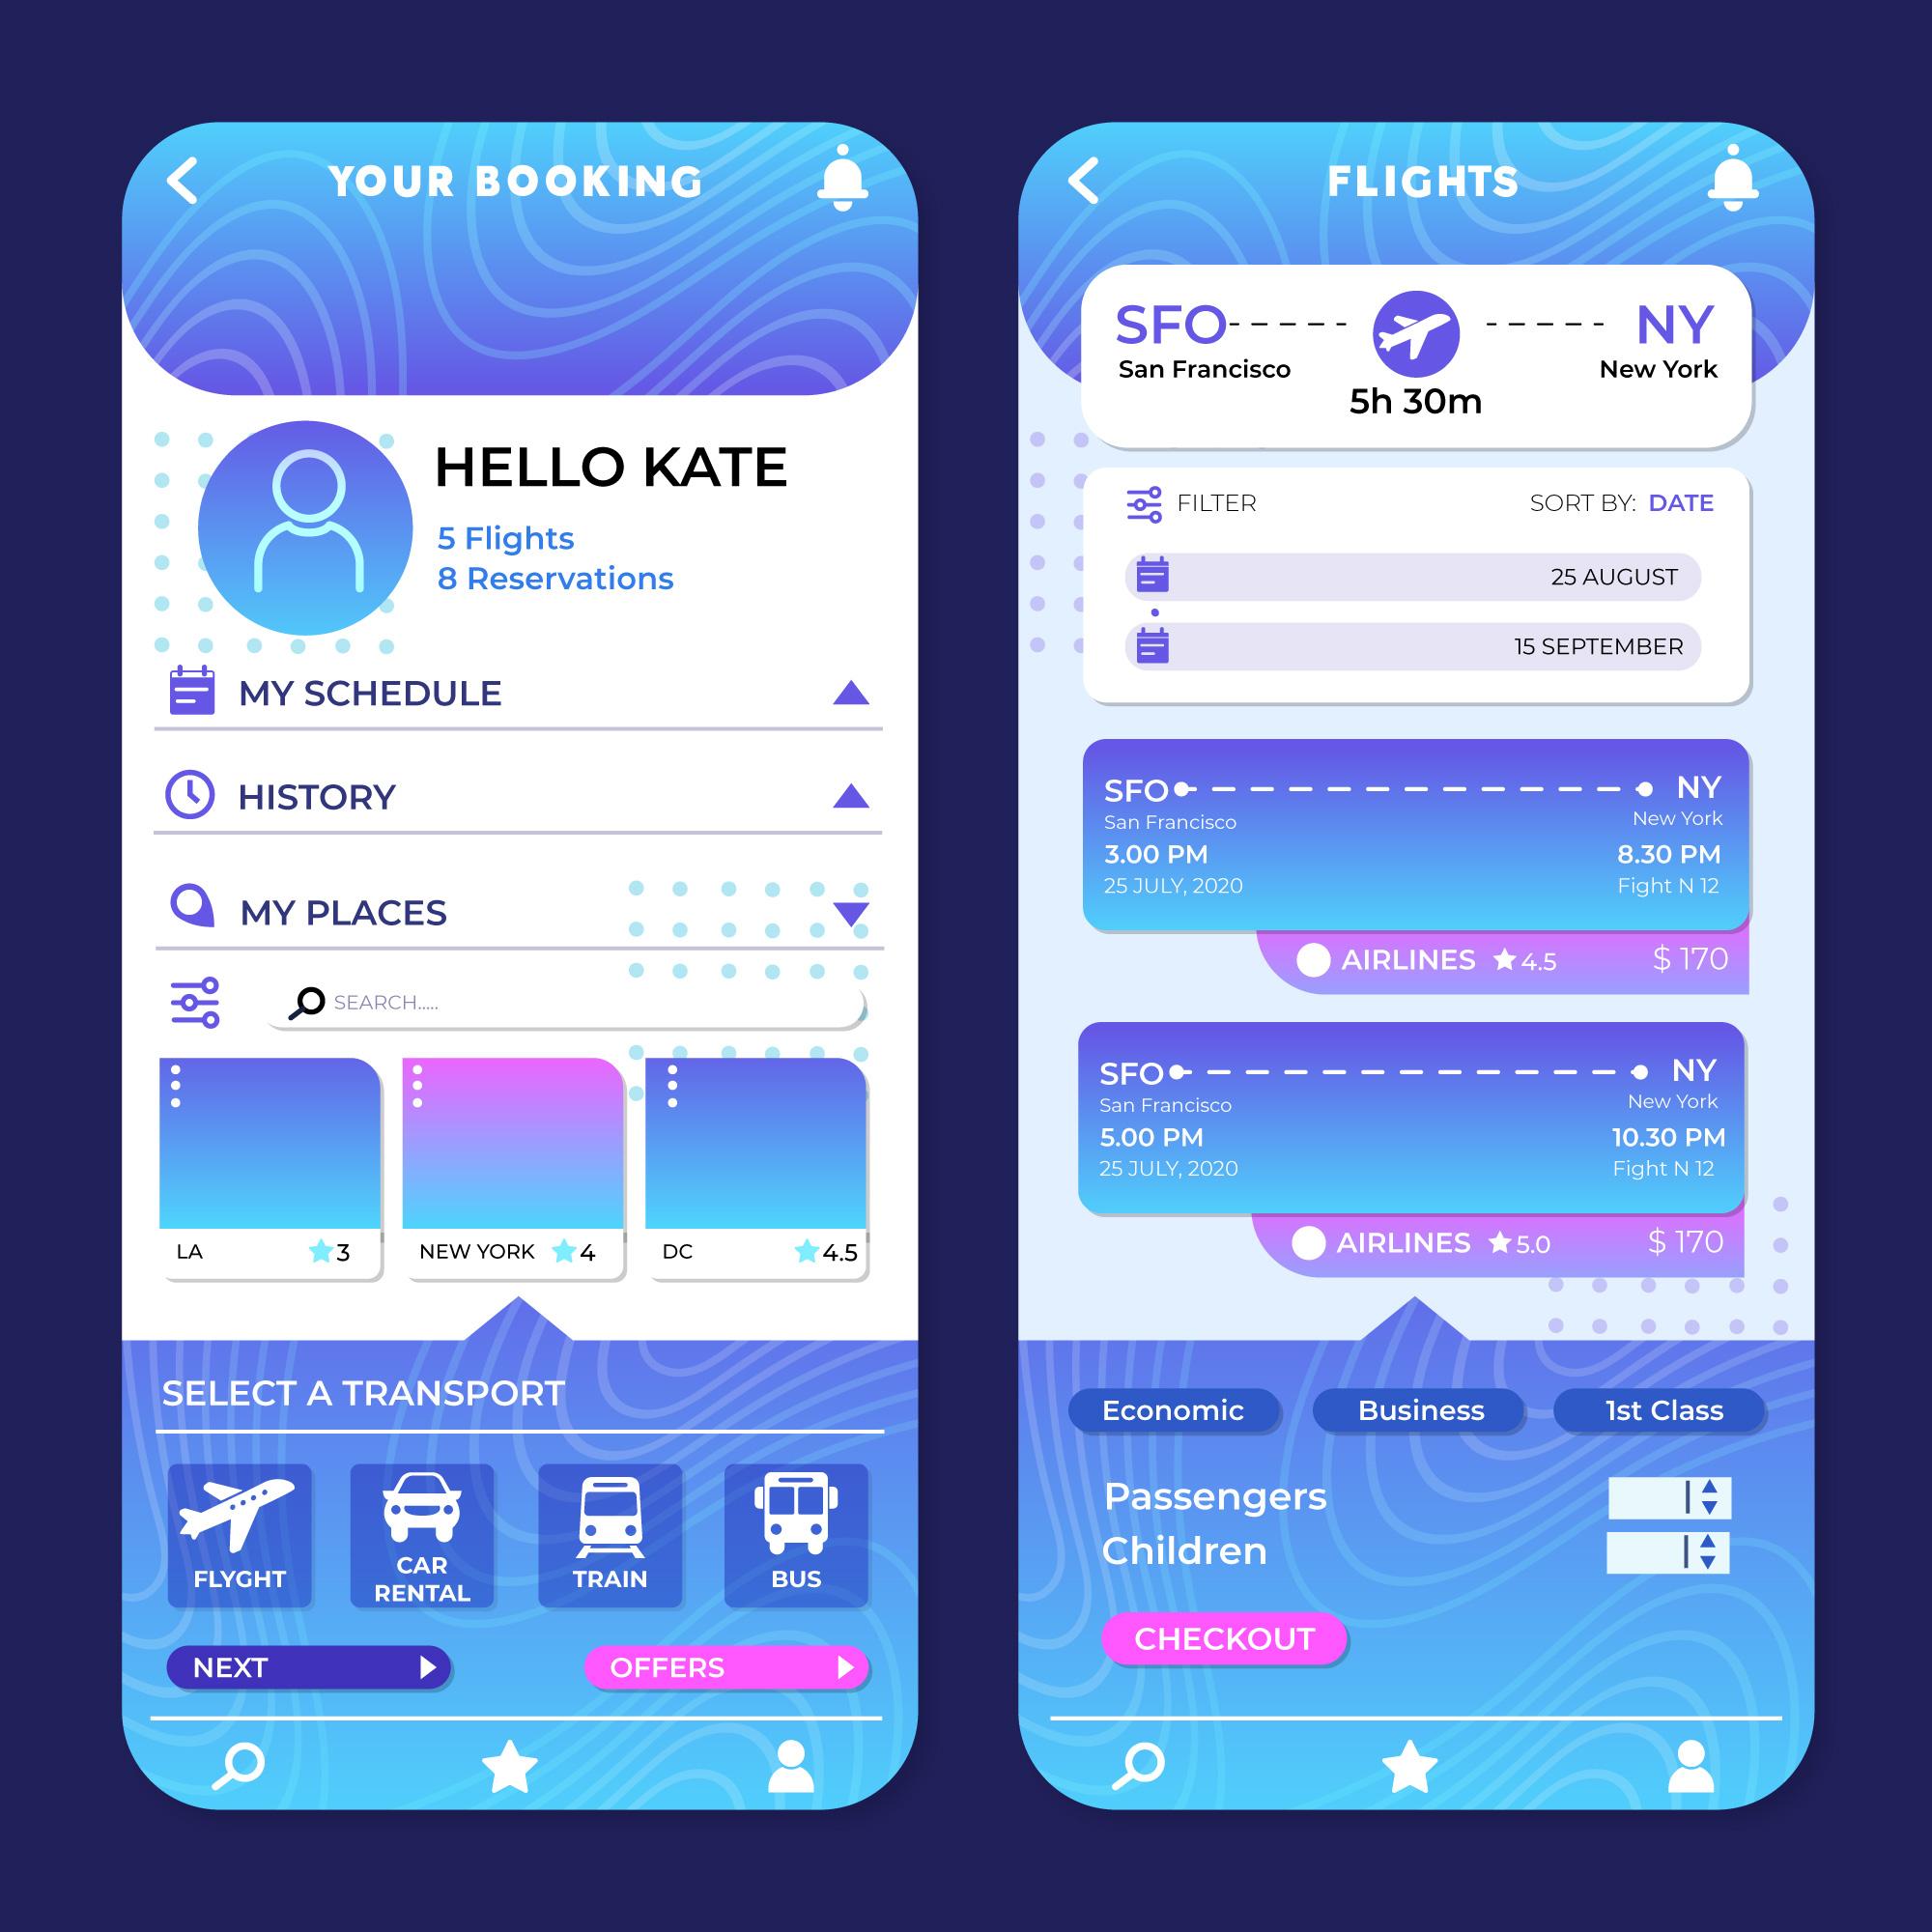 YOUR BOOKING
HELLO KATE
5 Flights
8 Reservations
MY SCHEDULE
HISTORY
MY PLACES
SEARCH.....
LA 3
NEW YORK 4
DC 4.5
SELECT A TRANSPORT
FLYGHT
CAR
RENTAL
TRAIN
BUS
NEXT
OFFERS
FLIGHTS
SFO NY
San Francisco New York
5h 30m
FILTER SORT BY: DATE
25 AUGUST
15 SEPTEMBER
SFO NY
San Francisco New York
3.00 PM 8.30 PM
25 JULY, 2020 Fight N 12
AIRLINES 4.5 $ 170
SFO NY
San Francisco New York
5.00 PM 10.30 PM
25 JULY, 2020 Fight N 12
AIRLINES 5.0 $ 170
Economic Business 1st Class
Passengers
Children
CHECKOUT